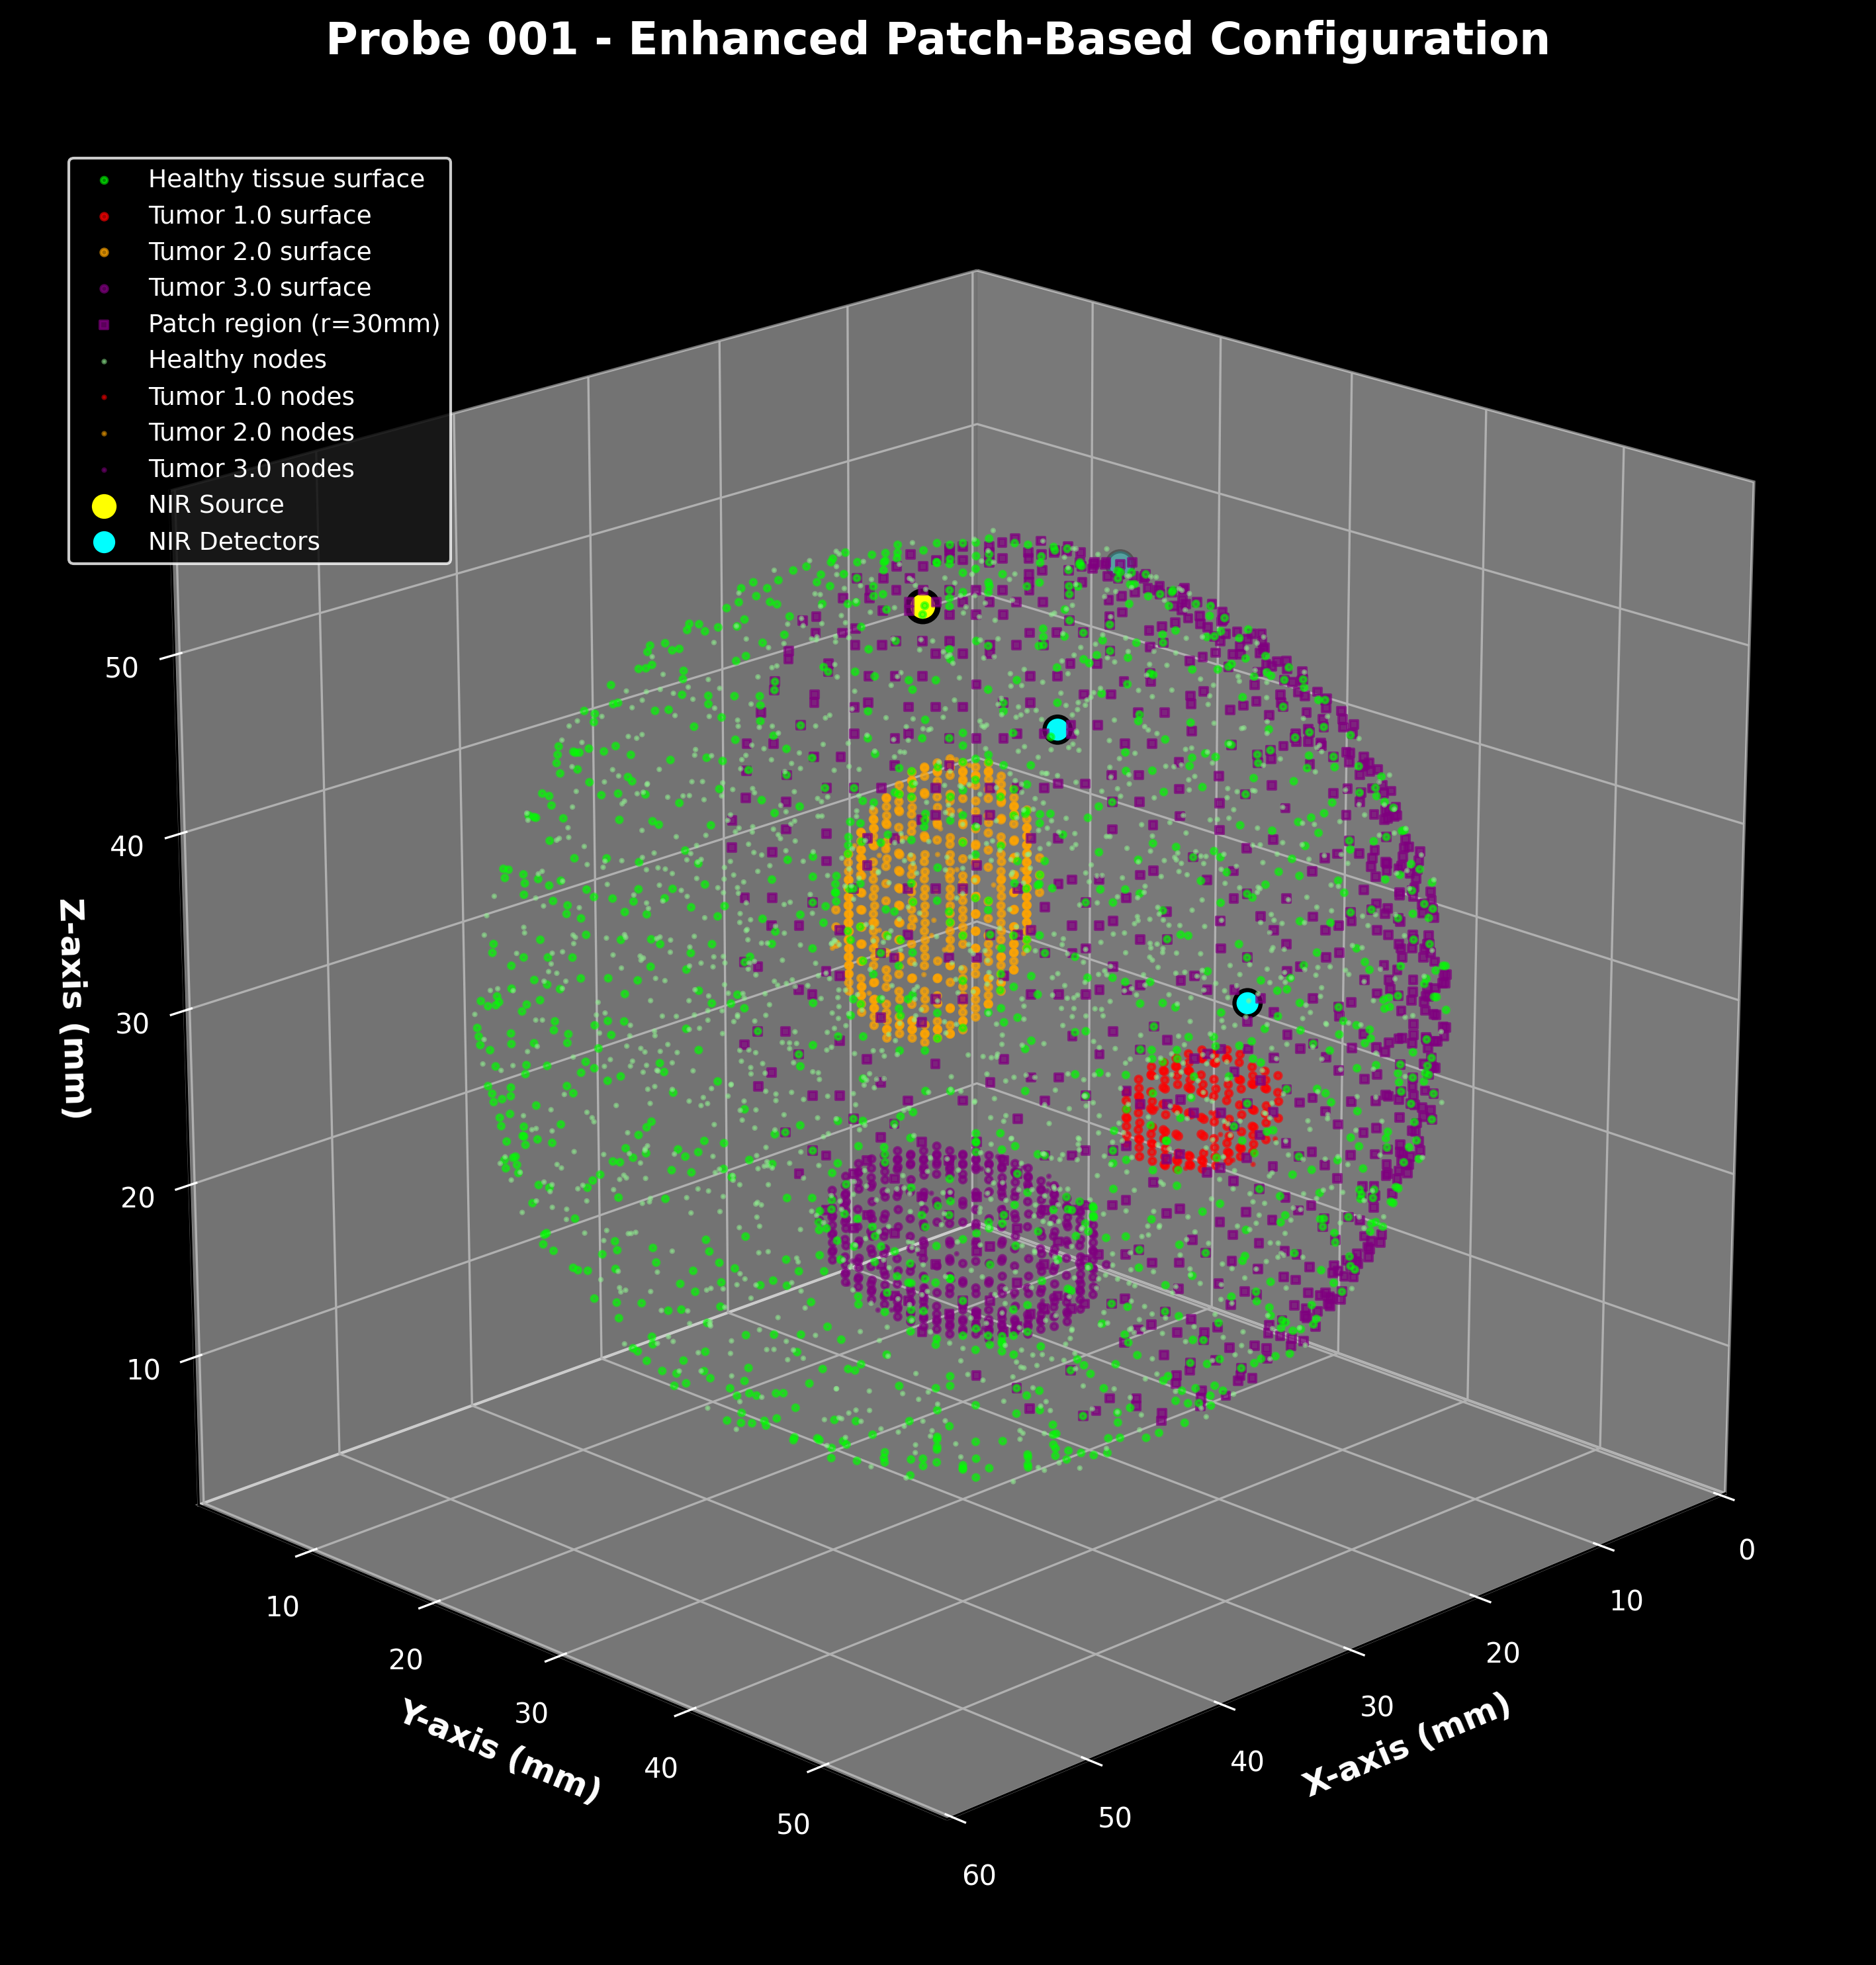 Probe 001 - Enhanced Patch-Based Configuration
Healthy tissue surface
Tumor 1.0 surface
Tumor 2.0 surface
Tumor 3.0 surface
Patch region (r=30mm)
Healthy nodes
Tumor 1.0 nodes
Tumor 2.0 nodes
Tumor 3.0 nodes
NIR Source
NIR Detectors
50
40
30
20
10
Z-axis (mm)
10
20
30
40
50
Y-axis (mm)
0
10
20
30
40
50
60
X-axis (mm)